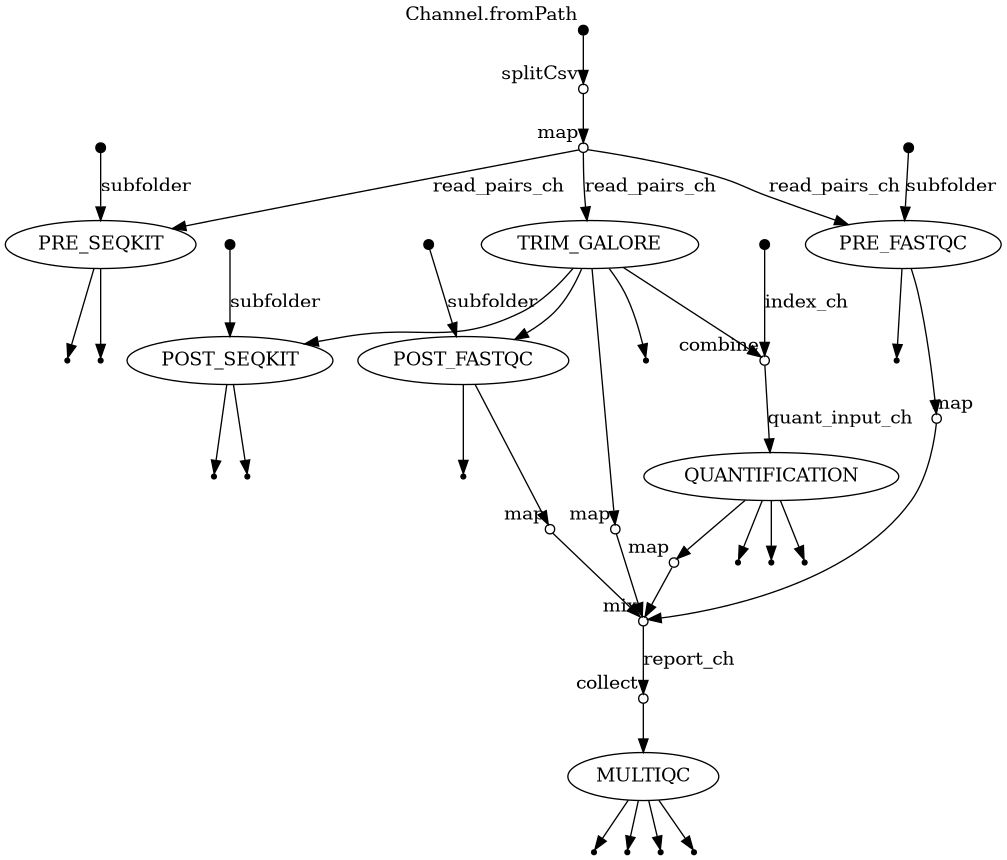 Channel.fromPath
splitCsv
map
subfolder
read_pairs_ch
read_pairs_ch
read_pairs_ch
subfolder
PRE_SEQKIT
TRIM_GALORE
PRE_FASTQC
subfolder
subfolder
index_ch
combine
POST_SEQKIT
POST_FASTQC
map
quant_input_ch
QUANTIFICATION
map
map
map
mix
report_ch
collect
MULTIQC